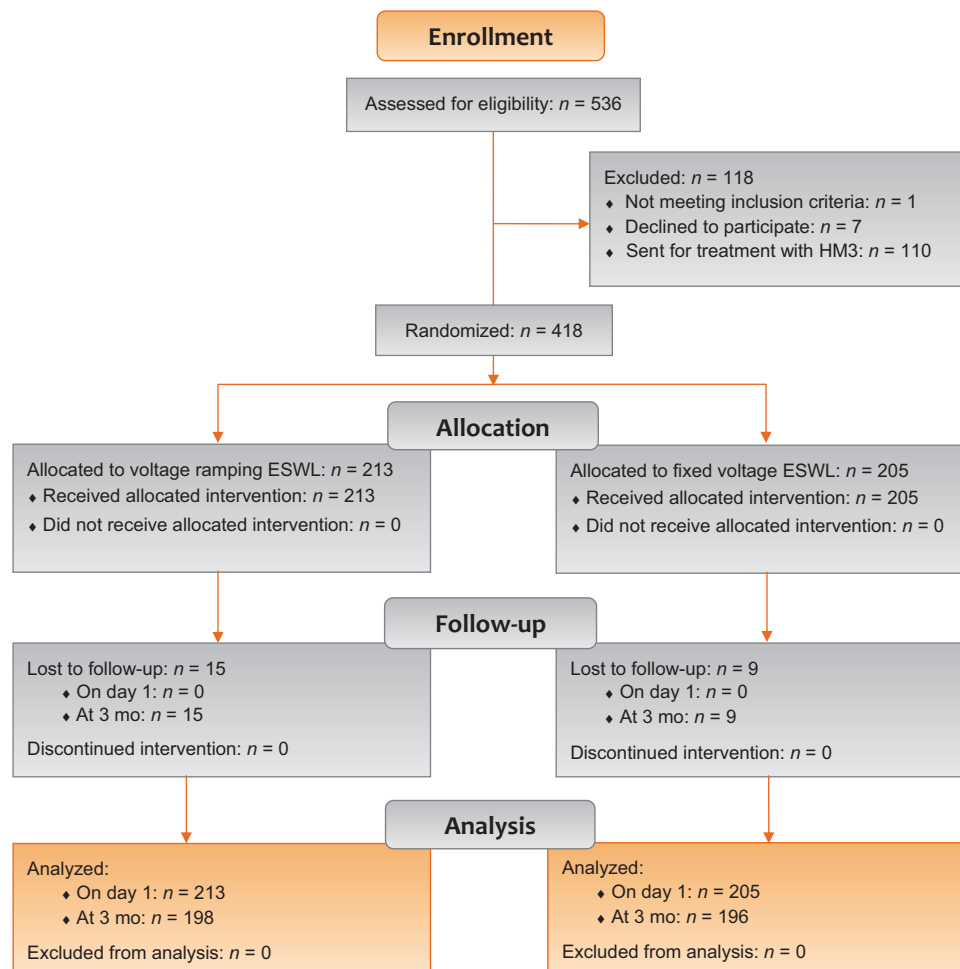 Enrollment
Assessed for eligibility: n = 536
Excluded: n = 118
♦ Not meeting inclusion criteria: n = 1
♦ Declined to participate: n = 7
♦ Sent for treatment with HM3: n = 110
Randomized: n = 418
Allocation
Allocated to voltage ramping ESWL: n = 213
♦ Received allocated intervention: n = 213
♦ Did not receive allocated intervention: n = 0
Allocated to fixed voltage ESWL: n = 205
♦ Received allocated intervention: n = 205
♦ Did not receive allocated intervention: n = 0
Follow-up
Lost to follow-up: n = 15
♦ On day 1: n = 0
♦ At 3 mo: n = 15
Discontinued intervention: n = 0
Lost to follow-up: n = 9
♦ On day 1: n = 0
♦ At 3 mo: n = 9
Discontinued intervention: n = 0
Analysis
Analyzed:
♦ On day 1: n = 213
♦ At 3 mo: n = 198
Excluded from analysis: n = 0
Analyzed:
♦ On day 1: n = 205
♦ At 3 mo: n = 196
Excluded from analysis: n = 0